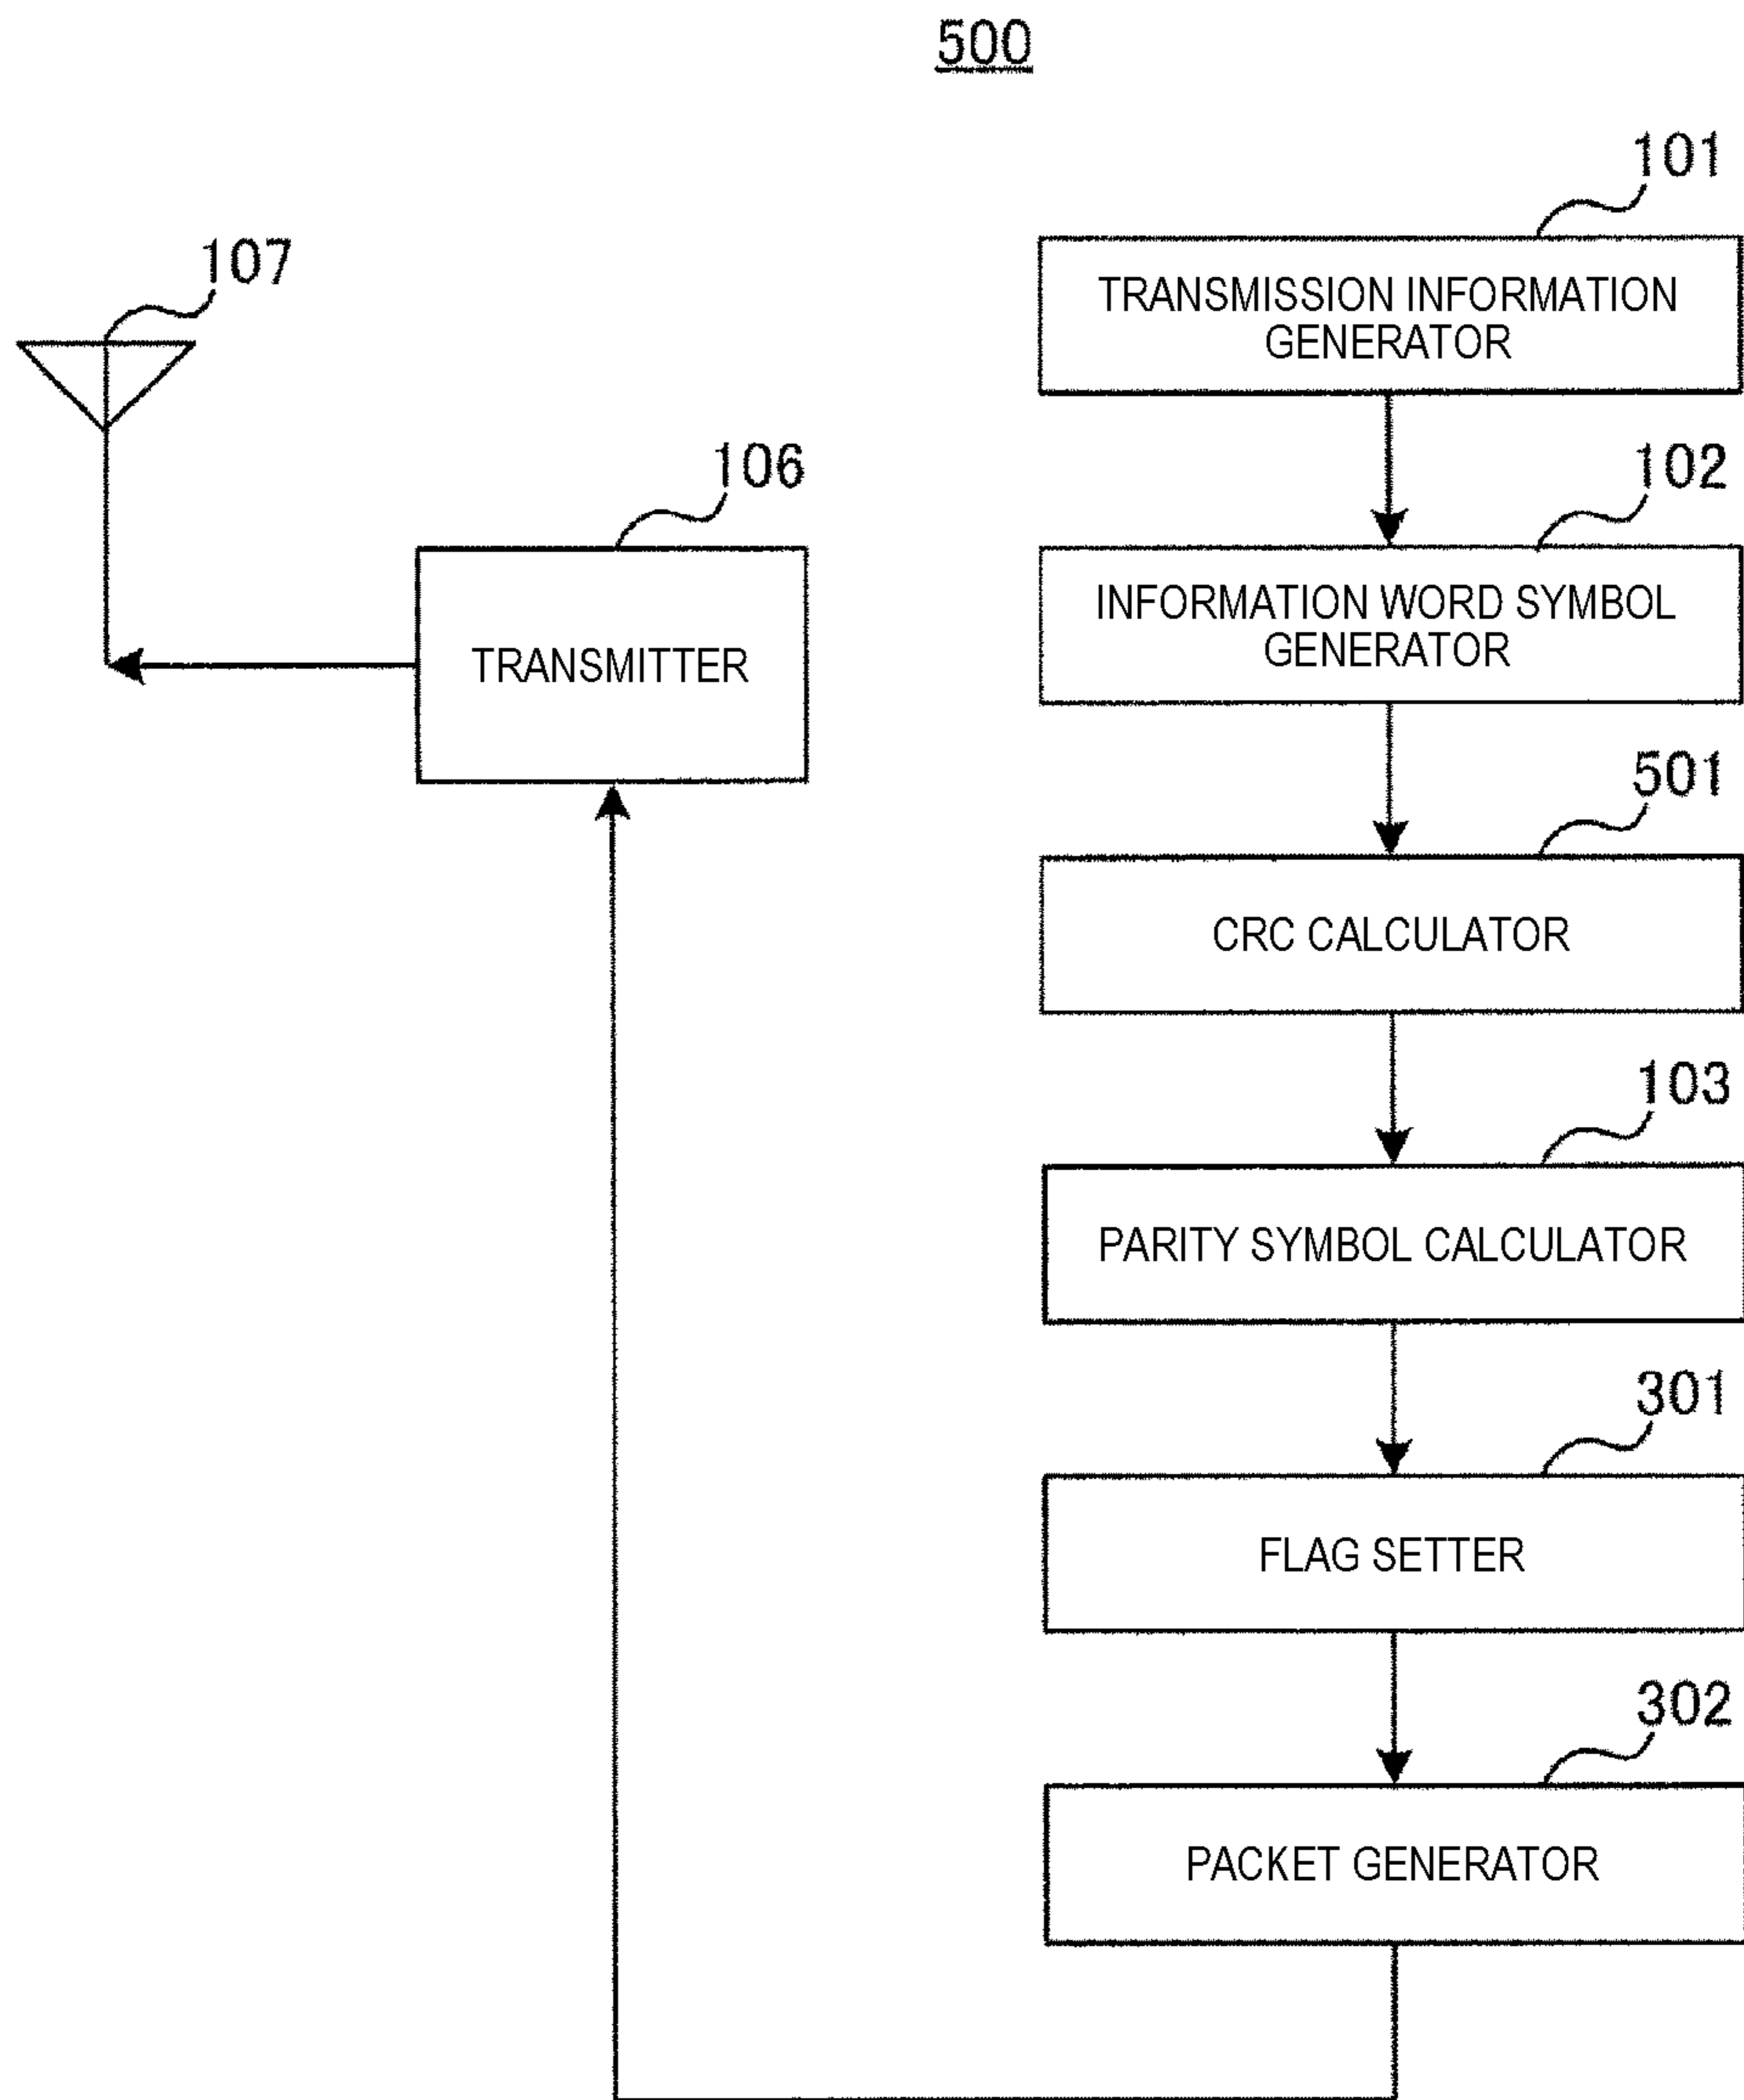 500
101
TRANSMISSION INFORMATION
GENERATOR
107
102
106
INFORMATION WORD SYMBOL
GENERATOR
TRANSMITTER
501
CRC CALCULATOR
103
PARITY SYMBOL CALCULATOR
301
FLAG SETTER
302
PACKET GENERATOR